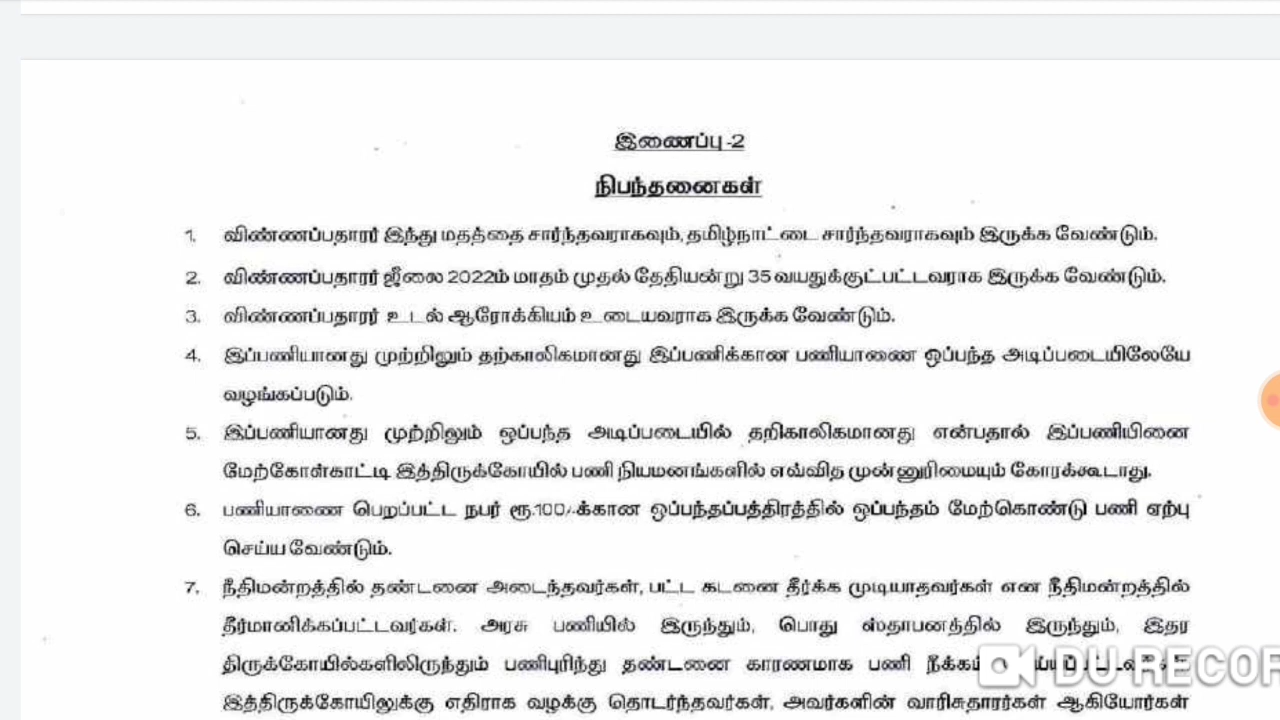 இணைப்பு -2
நிபந்தனைகள்
1. விண்ணப்பதாரர் இந்து மதத்தை சார்ந்தவராகவும், தமிழ்நாட்டை சார்ந்தவராகவும் இருக்க வேண்டும்.
2. விண்ணப்பதாரர் ஜீலை 2022ம் மாதம் முதல் தேதியன்று 35 வயதுக்குட்பட்டவராக இருக்க வேண்டும்.
3. விண்ணப்பதாரர் உடல் ஆரோக்கியம் உடையவராக இருக்க வேண்டும்.
4. இப்பணியானது முற்றிலும் தற்காலிகமானது இப்பணிக்கான பணியாணை ஒப்பந்த அடிப்படையிலேயே
வழங்கப்படும்.
5. இப்பணியானது முற்றிலும் ஒப்பந்த அடிப்படையில் தறிகாலிகமானது என்பதால் இப்பணியினை
மேற்கோள்காட்டி இத்திருக்கோயில் பணி நியமனங்களில் எவ்வித முன்னுரிமையும் கோரக்கூடாது.
6. பணியாணை பெறப்பட்ட நபர் ரூ.100/-க்கான ஒப்பந்தப்பத்திரத்தில் ஒப்பந்தம் மேற்கொண்டு பணி ஏற்பு
செய்ய வேண்டும்.
7. நீதிமன்றத்தில் தண்டனை அடைந்தவர்கள், பட்ட கடனை தீர்க்க முடியாதவர்கள் என நீதிமன்றத்தில்
தீர்மானிக்கப்பட்டவர்கள். அரசு பணியில் இருந்தும், பொது ஸ்தாபனத்தில் இருந்தும், இதர
திருக்கோயில்களிலிருந்தும் பணிபுரிந்து தண்டனை காரணமாக பணி நீக்கம்
இத்திருக்கோயிலுக்கு எதிராக வழக்கு தொடர்ந்தவர்கள், அவர்களின் வாரிசுதாரர்கள் ஆகியோர்கள்
DU RECOR